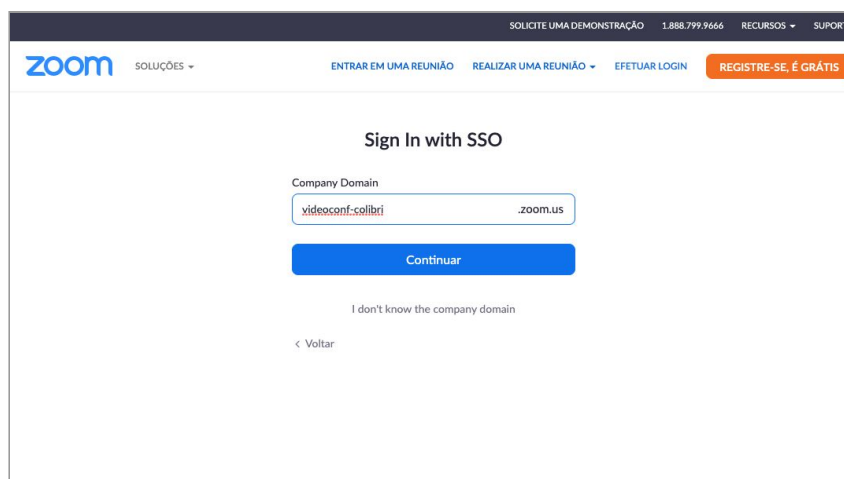 SOLICITE UMA DEMONSTRAÇÃO 1.888.799.9666 RECURSOS SUPORT
zoom SOLUÇÕES ENTRAR EM UMA REUNIÃO REALIZAR UMA REUNIÃO EFETUAR LOGIN REGISTRE-SE, É GRÁTIS
Sign In with SSO
Company Domain
videoconf-colibri .zoom.us
Continuar
I don't know the company domain
< Voltar